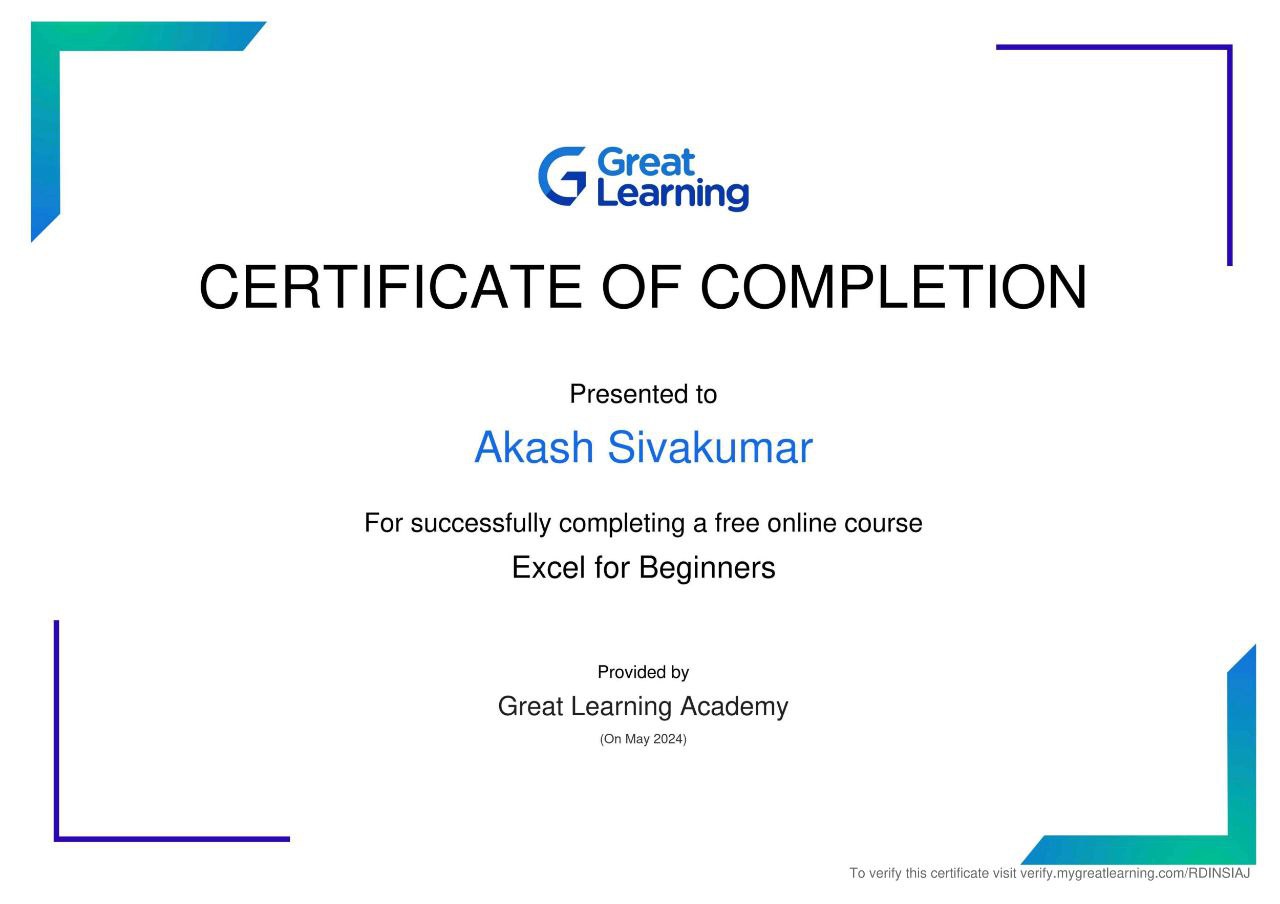 Great
Learning
CERTIFICATE OF COMPLETION
Presented to
Akash Sivakumar
For successfully completing a free online course
Excel for Beginners
Provided by
Great Learning Academy
(On May 2024)
To verify this certificate visit verify.mygreatlearning.com/RDINSIAJ